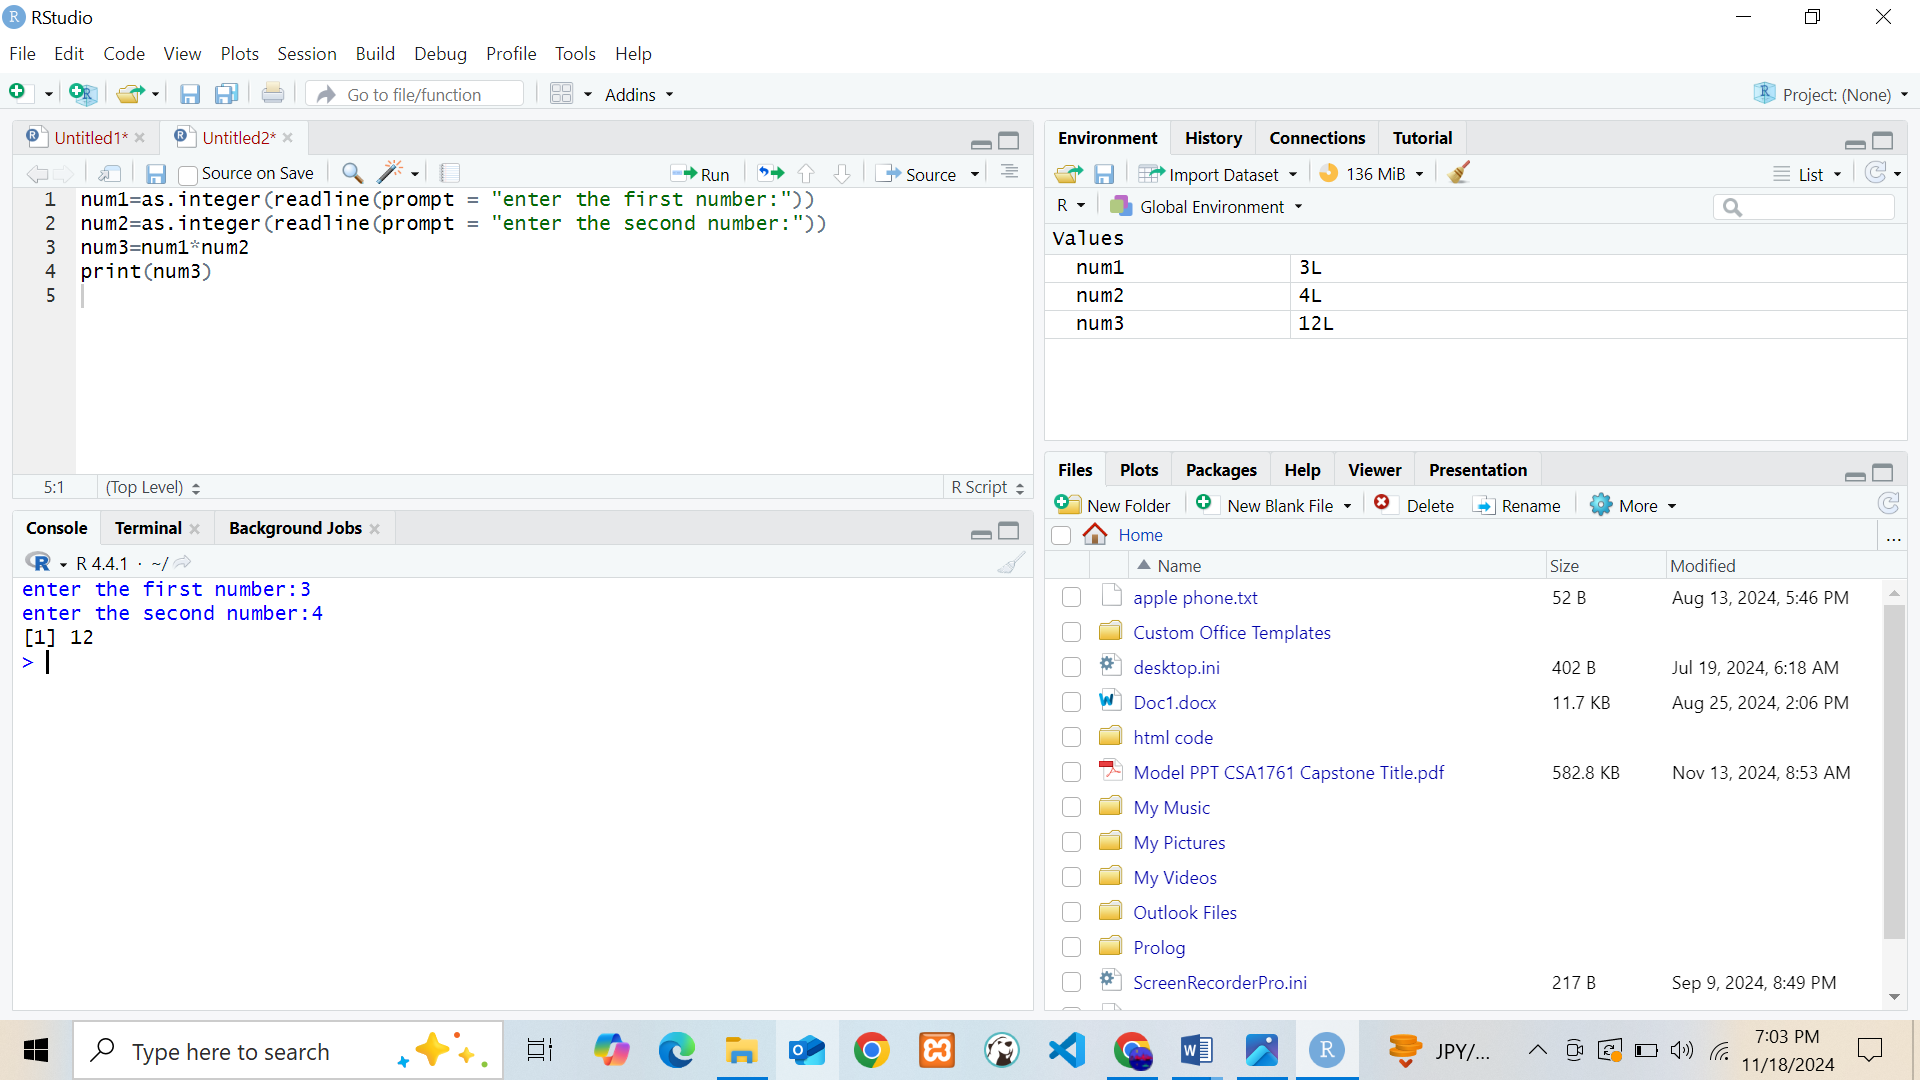 RStudio
File Edit Code View Plots Session Build Debug Profile Tools Help
Go to file/function Addins Project: (None)
Untitled1* Untitled2*
Source on Save Run Source
1 num1=as.integer(readline(prompt = "enter the first number:"))
2 num2=as.integer(readline(prompt = "enter the second number:"))
3 num3=num1*num2
4 print(num3)
5
5:1 (Top Level) R Script
Console Terminal Background Jobs
R 4.4.1 · ~/
enter the first number:3
enter the second number:4
[1] 12
>
Environment History Connections Tutorial
Import Dataset 136 MiB List
R Global Environment
Values
num1 3L
num2 4L
num3 12L
Files Plots Packages Help Viewer Presentation
New Folder New Blank File Delete Rename More
Home ...
Name Size Modified
apple phone.txt 52 B Aug 13, 2024, 5:46 PM
Custom Office Templates
desktop.ini 402 B Jul 19, 2024, 6:18 AM
Doc1.docx 11.7 KB Aug 25, 2024, 2:06 PM
html code
Model PPT CSA1761 Capstone Title.pdf 582.8 KB Nov 13, 2024, 8:53 AM
My Music
My Pictures
My Videos
Outlook Files
Prolog
ScreenRecorderPro.ini 217 B Sep 9, 2024, 8:49 PM
Type here to search JPY/... 7:03 PM
11/18/2024